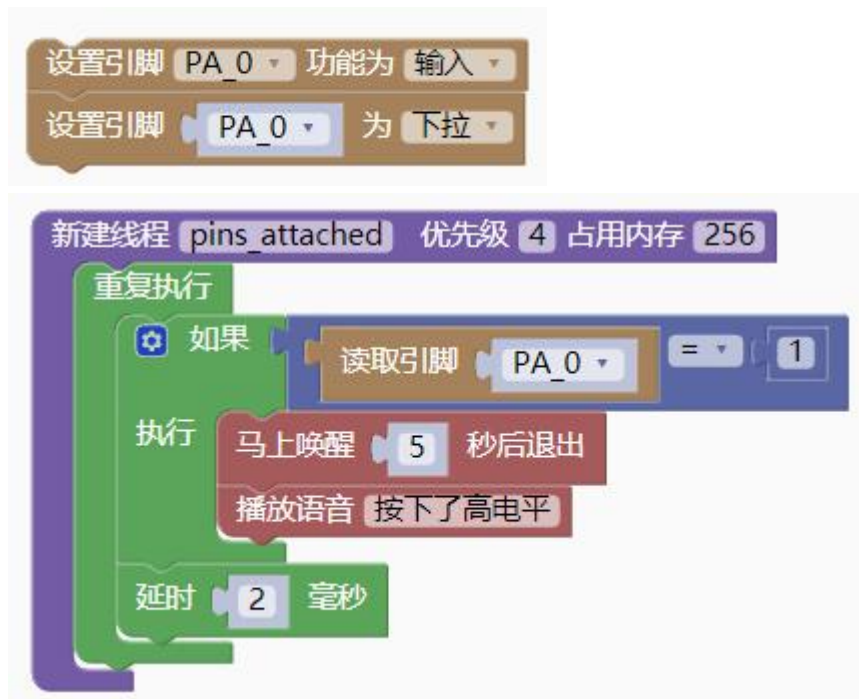 设置引脚 PA_0 功能为 输入
设置引脚 PA_0 为 下拉
新建线程 pins_attached 优先级 4 占用内存 256
重复执行
如果 读取引脚 PA_0 = 1
执行 马上唤醒 5 秒后退出
播放语音 按下了高电平
延时 2 毫秒